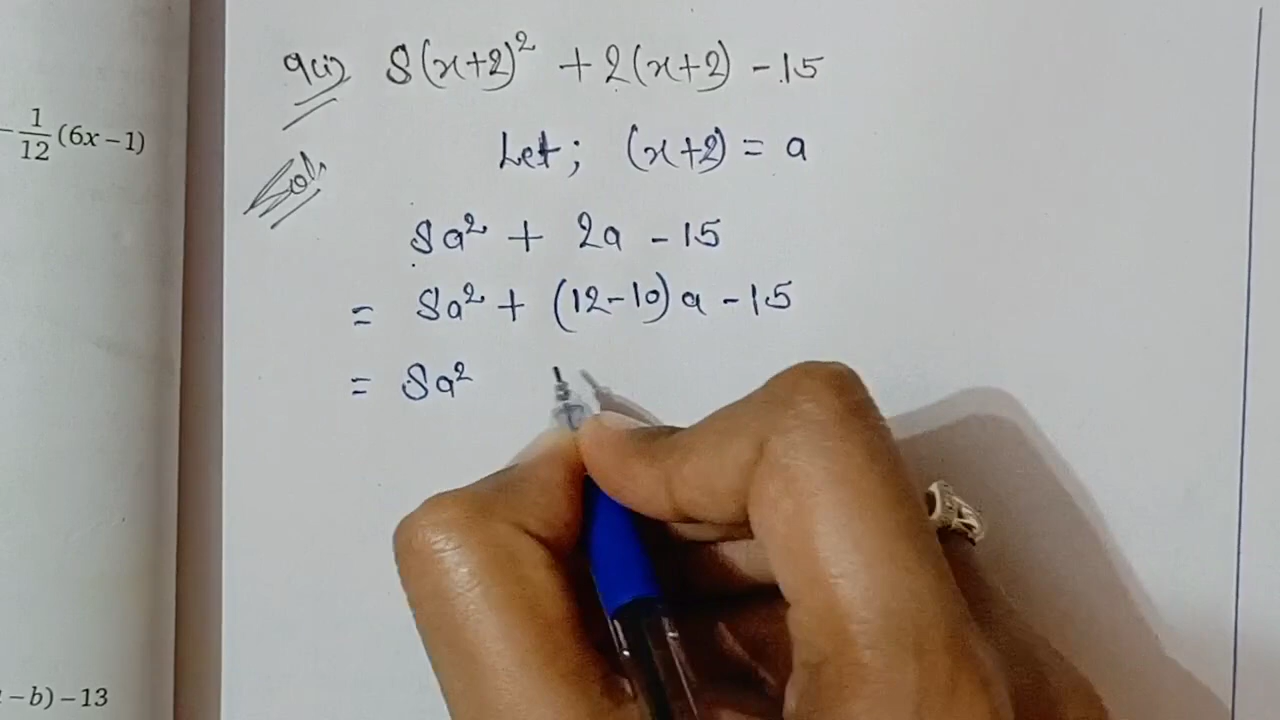 -1/12(6x-1)
-b)-13
9(ii) 8(x+2)² + 2(x+2) - 15
Let; (x+2) = a
Sol.
8a² + 2a - 15
= 8a² + (12-10)a - 15
= 8a²